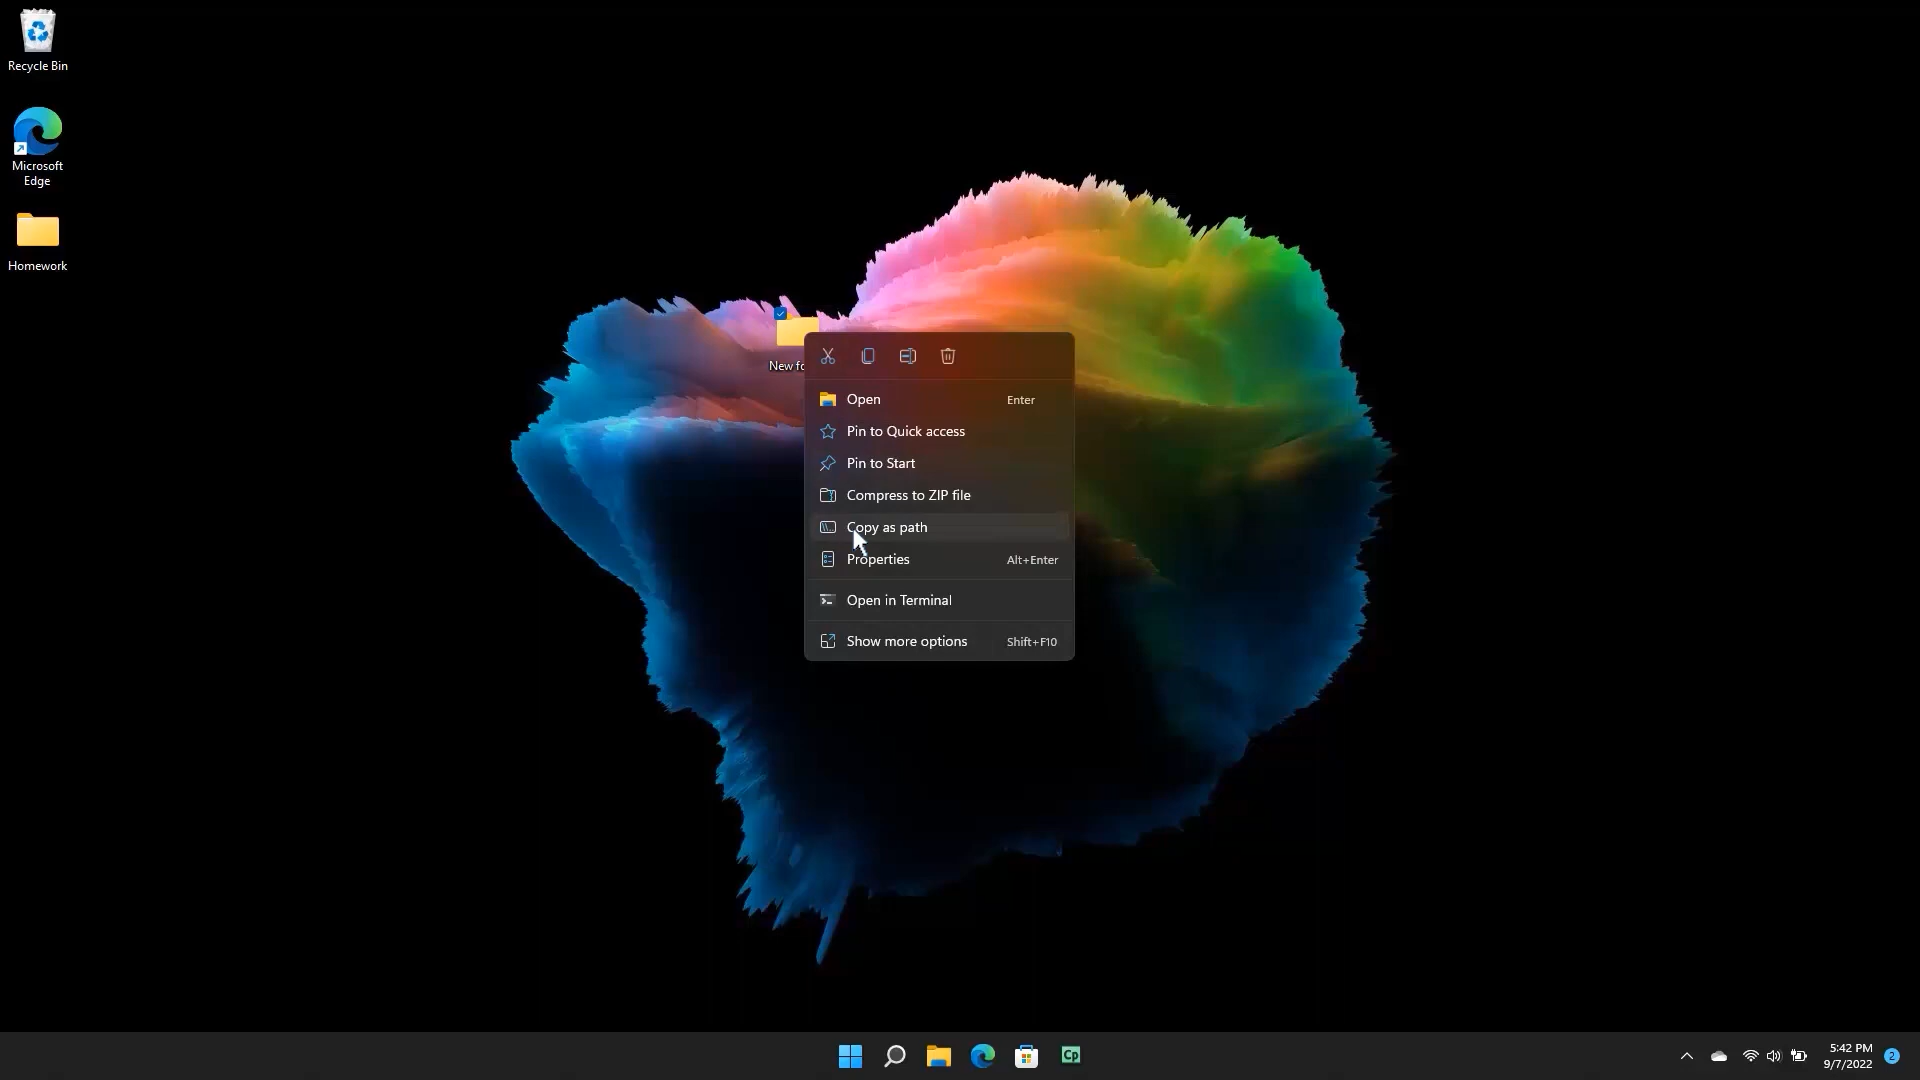 Recycle Bin
Microsoft
Edge
Homework
New fo
Open Enter
Pin to Quick access
Pin to Start
Compress to ZIP file
Copy as path
Properties Alt+Enter
Open in Terminal
Show more options Shift+F10
Cp
5:42 PM
9/7/2022
2